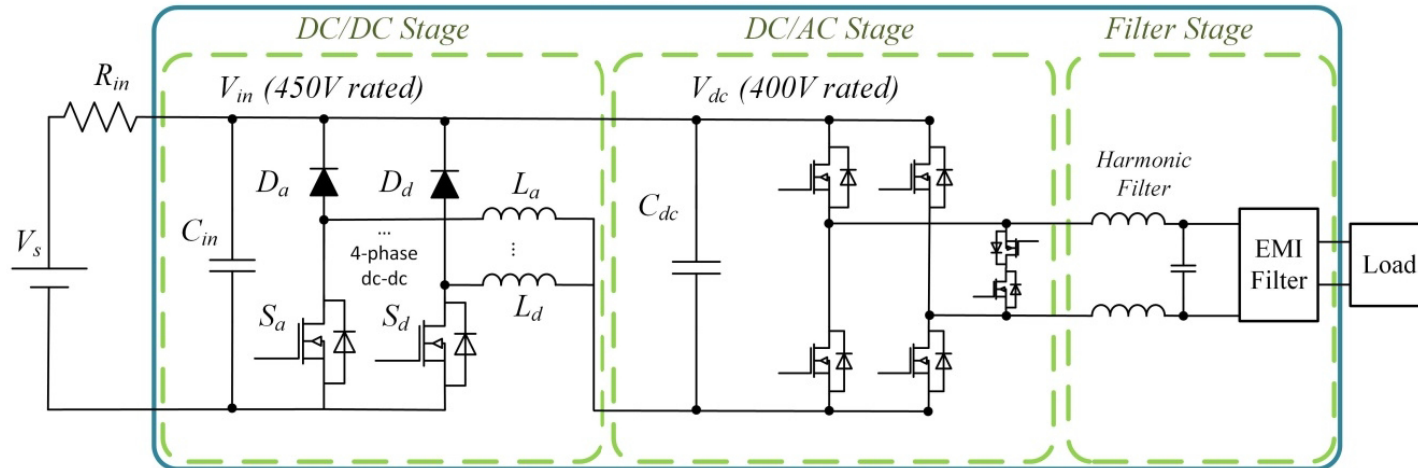 DC/DC Stage
DC/AC Stage
Filter Stage
R_in
V_in (450V rated)
V_dc (400V rated)
Harmonic
Filter
D_a
D_d
L_a
C_in
C_dc
V_s
...
4-phase
dc-dc
...
L_d
S_a
S_d
EMI
Filter
Load